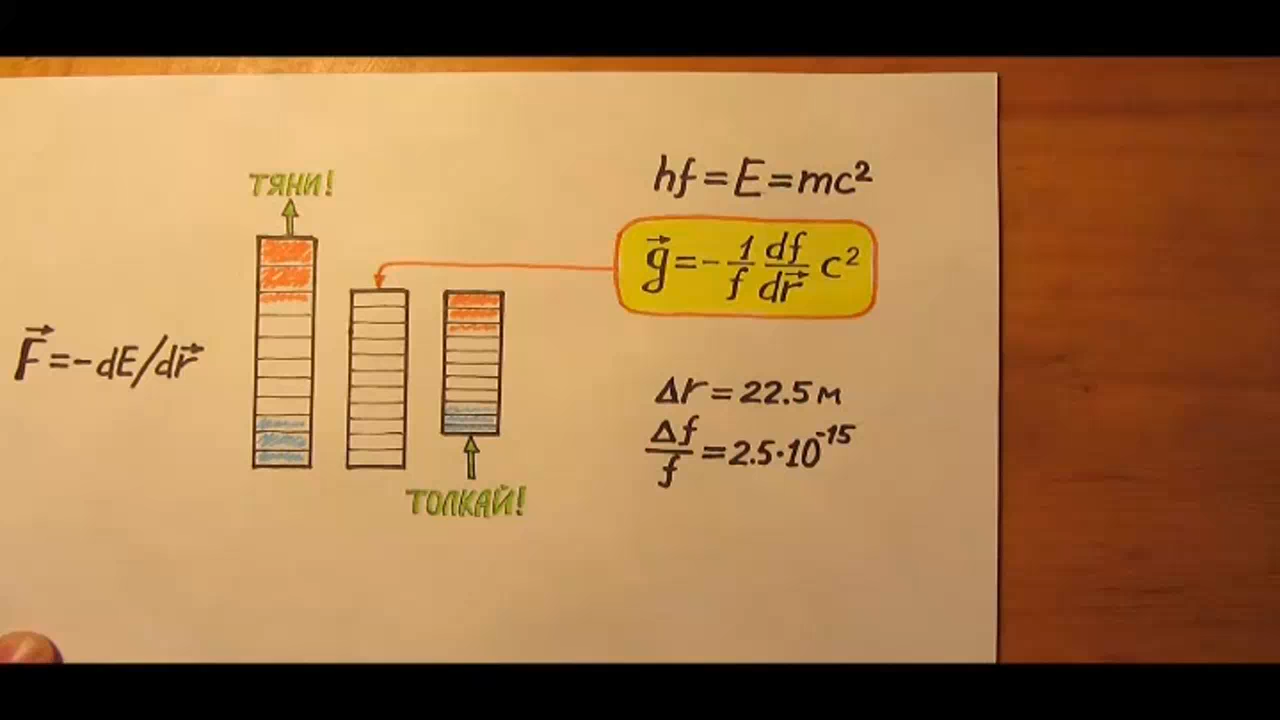 ТЯНИ!
hf = E = mc²
g⃗ = - 1/f df/dr⃗ c²
F⃗ = - dE/dr⃗
Δr = 22.5 м
Δf/f = 2.5 · 10⁻¹⁵
ТОЛКАЙ!